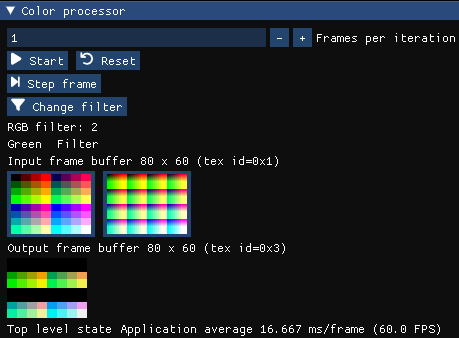 Color processor
1 - + Frames per iteration
Start Reset
Step frame
Change filter
RGB filter: 2
Green Filter
Input frame buffer 80 x 60 (tex id=0x1)
Output frame buffer 80 x 60 (tex id=0x3)
Top level state Application average 16.667 ms/frame (60.0 FPS)